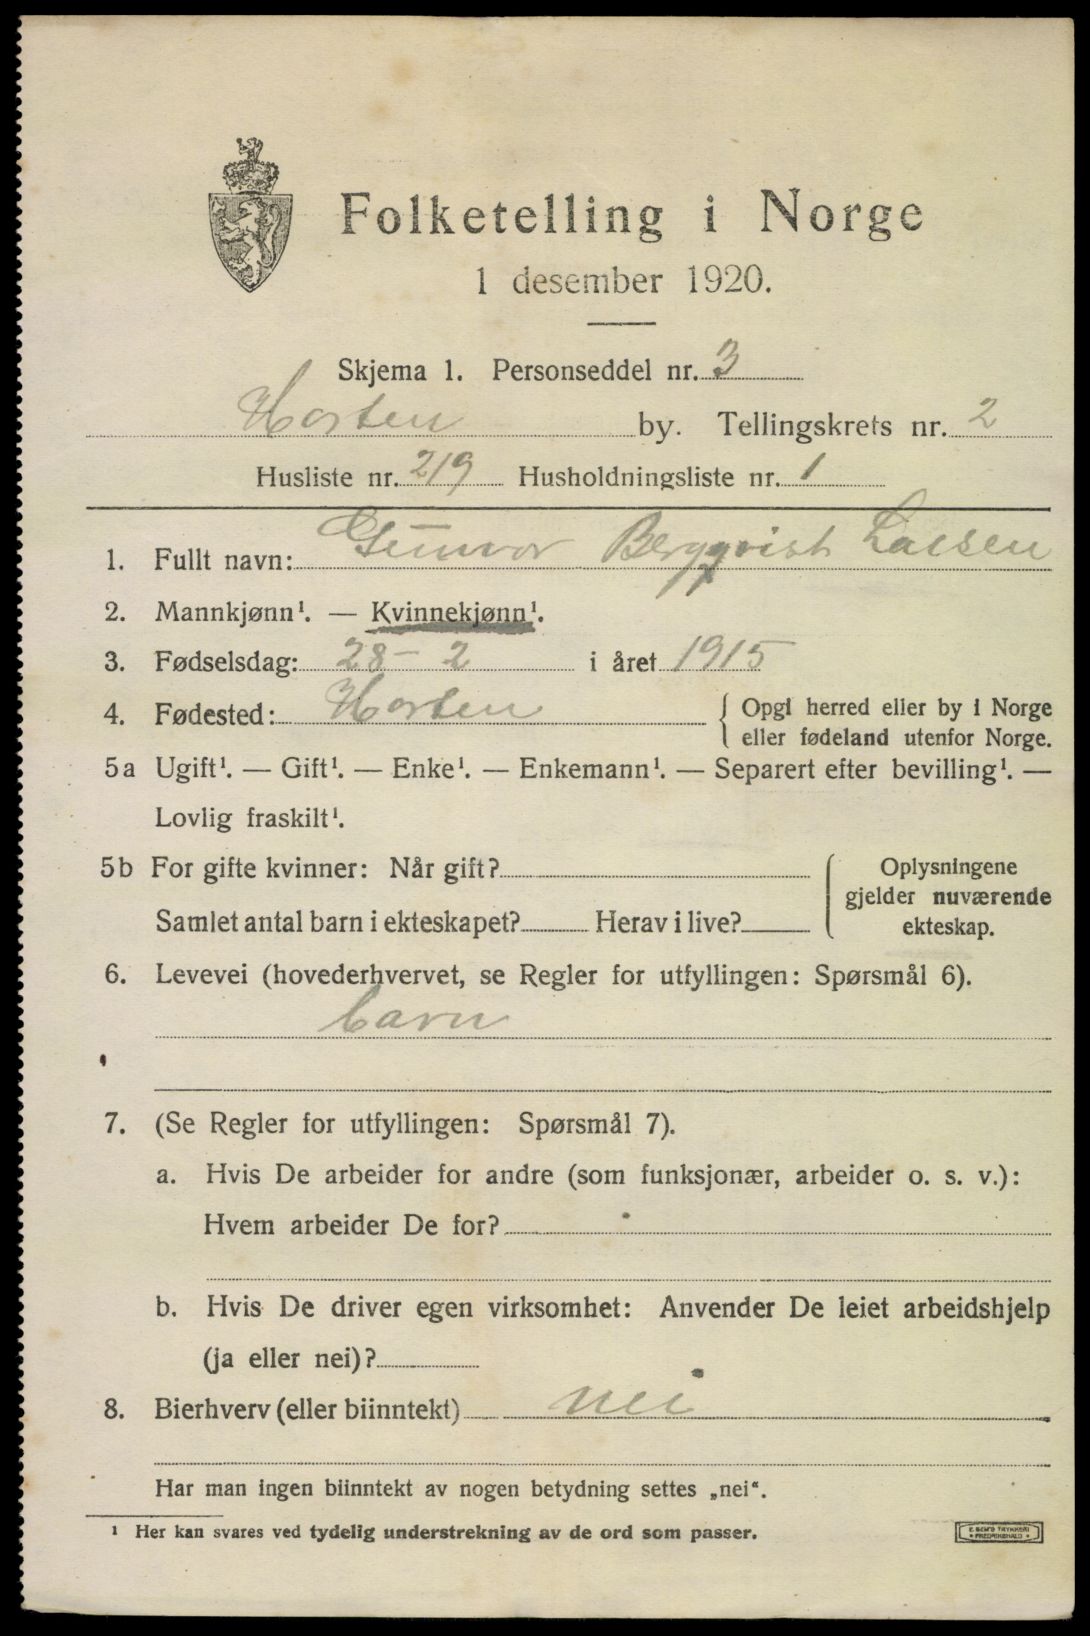 Folketelling i Norge
1 desember 1920.
Skjema 1. Personseddel nr. 3
Horten by. Tellingskrets nr. 2
Husliste nr. 219 Husholdningsliste nr. 1
1. Fullt navn: Gunvor Bergqvist Larsen
2. Mannkjønn¹. — Kvinnekjønn¹.
3. Fødselsdag: 28 - 2 i året 1915
4. Fødested: Horten { Opgi herred eller by i Norge
eller fødeland utenfor Norge.
5a Ugift¹. — Gift¹. — Enke¹. — Enkemann¹. — Separert efter bevilling¹. —
Lovlig fraskilt¹.
5b For gifte kvinner: Når gift? { Oplysningene
gjelder nuværende
Samlet antal barn i ekteskapet? Herav i live? ekteskap.
6. Levevei (hovederhvervet, se Regler for utfyllingen: Spørsmål 6).
barn
7. (Se Regler for utfyllingen: Spørsmål 7).
a. Hvis De arbeider for andre (som funksjonær, arbeider o. s. v.):
Hvem arbeider De for?
b. Hvis De driver egen virksomhet: Anvender De leiet arbeidshjelp
(ja eller nei)?
8. Bierhverv (eller biinntekt) nei
Har man ingen biinntekt av nogen betydning settes „nei“.
¹ Her kan svares ved tydelig understrekning av de ord som passer.
E. SEM'S TRYKKERI
FREDRIKSHALD